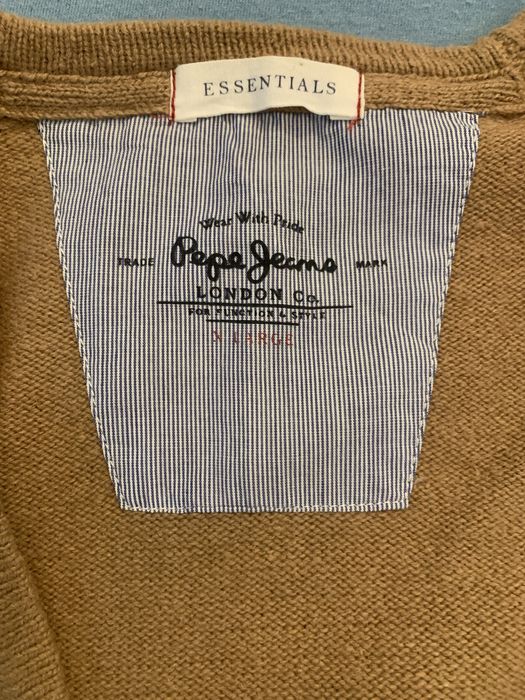 ESSENTIALS
Wear With Pride
TRADE Pepe Jeans MARK
LONDON Co.
FOR FUNCTION & STYLE
X LARGE